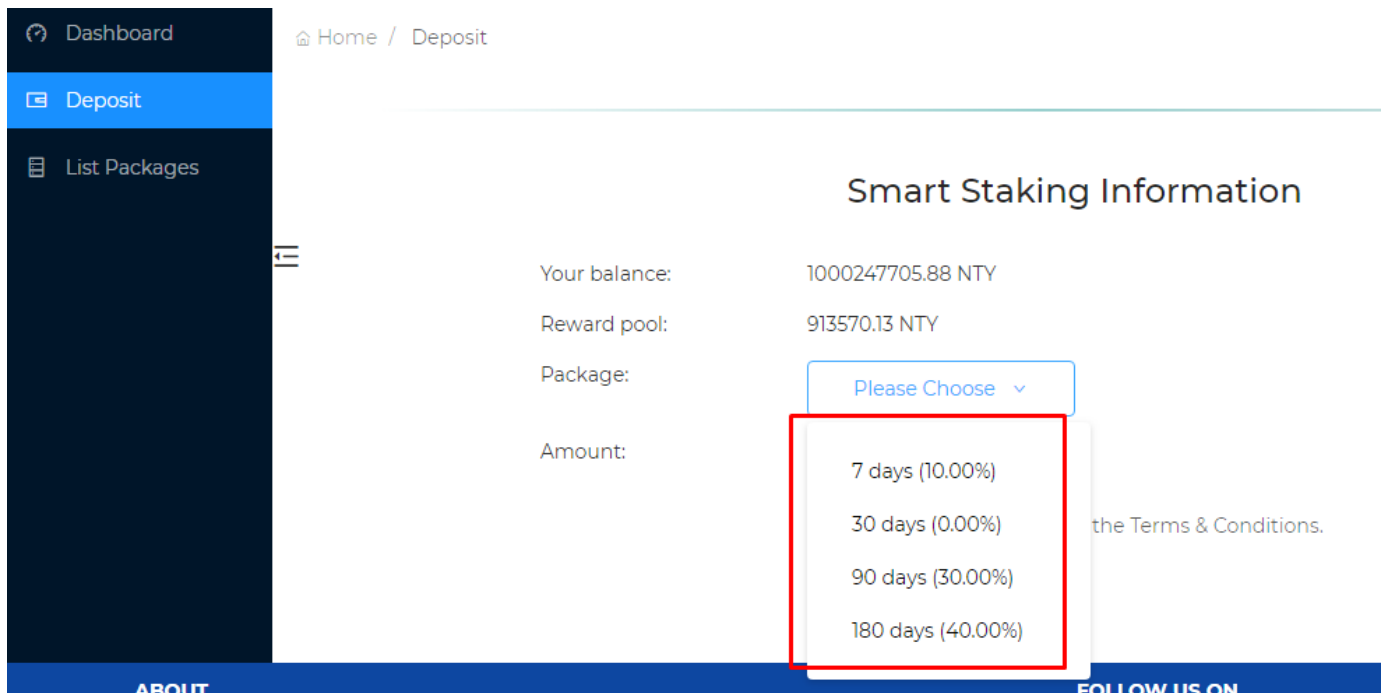 Dashboard
Home / Deposit
Deposit
List Packages
Smart Staking Information
Your balance: 1000247705.88 NTY
Reward pool: 913570.13 NTY
Package: Please Choose
Amount:
7 days (10.00%)
30 days (0.00%)
the Terms & Conditions.
90 days (30.00%)
180 days (40.00%)
ABOUT
FOLLOW US ON